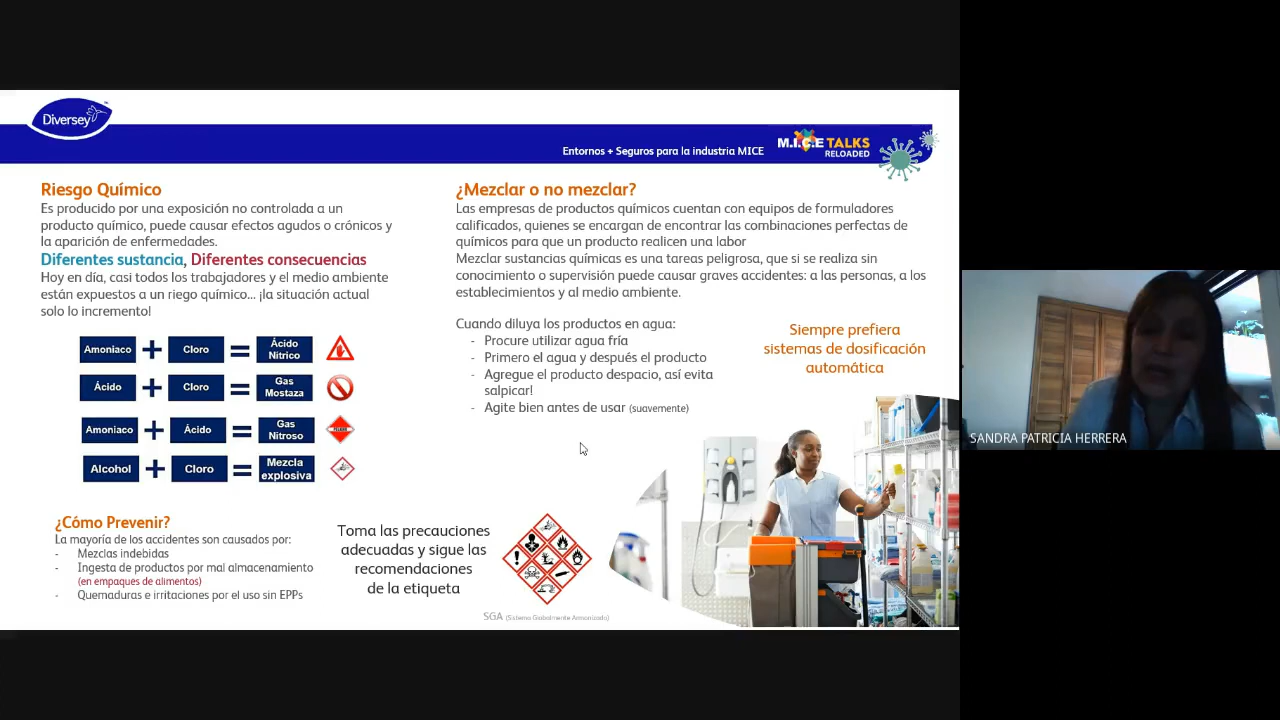 Diversey
Entornos + Seguros para la industria MICE
M.I.C.E TALKS
RELOADED
Riesgo Químico
Es producido por una exposición no controlada a un
producto químico, puede causar efectos agudos o crónicos y
la aparición de enfermedades.
Diferentes sustancia, Diferentes consecuencias
Hoy en día, casi todos los trabajadores y el medio ambiente
están expuestos a un riego químico... ¡la situación actual
solo lo incremento!
Amoniaco + Cloro = Ácido Nitrico
Ácido + Cloro = Gas Mostaza
Amoniaco + Ácido = Gas Nitroso
Alcohol + Cloro = Mezcla explosiva
¿Cómo Prevenir?
La mayoría de los accidentes son causados por:
- Mezclas indebidas
- Ingesta de productos por mal almacenamiento
(en empaques de alimentos)
- Quemaduras e irritaciones por el uso sin EPPs
Toma las precauciones
adecuadas y sigue las
recomendaciones
de la etiqueta
SGA (Sistema Globalmente Armonizado)
¿Mezclar o no mezclar?
Las empresas de productos químicos cuentan con equipos de formuladores
calificados, quienes se encargan de encontrar las combinaciones perfectas de
químicos para que un producto realicen una labor
Mezclar sustancias químicas es una tareas peligrosa, que si se realiza sin
conocimiento o supervisión puede causar graves accidentes: a las personas, a los
establecimientos y al medio ambiente.
Cuando diluya los productos en agua:
- Procure utilizar agua fría
- Primero el agua y después el producto
- Agregue el producto despacio, así evita
salpicar!
- Agite bien antes de usar (suavemente)
Siempre prefiera
sistemas de dosificación
automática
SANDRA PATRICIA HERRERA